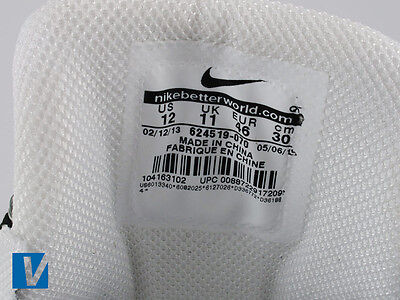 nikebetterworld.com
US UK EUR cm
12 11 46 30
02/12/13 624519-070 05/06/13
MADE IN CHINA
FABRIQUE EN CHINE
104163102 UPC
V